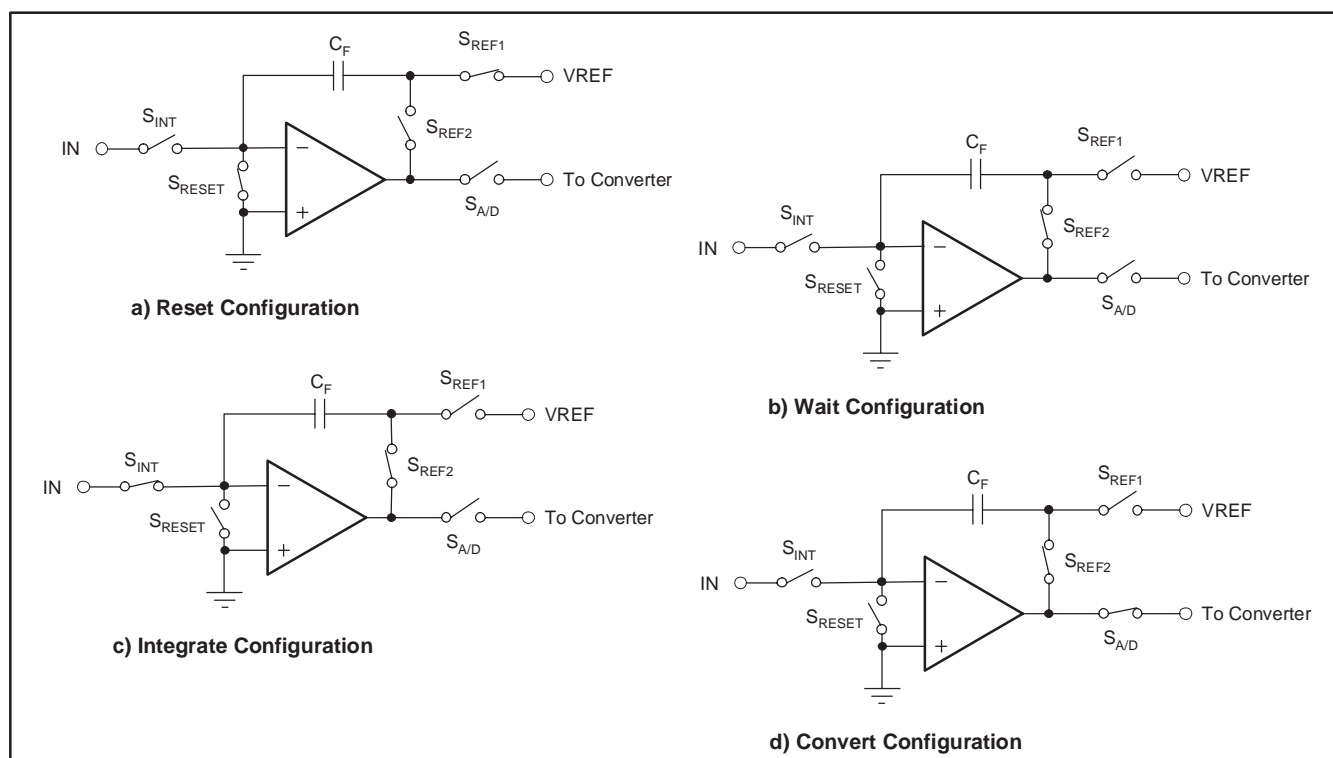 C_F
S_REF1
VREF
S_INT
IN
S_REF2
S_RESET
−
+
To Converter
S_A/D
a) Reset Configuration
C_F
S_REF1
VREF
S_INT
IN
S_REF2
S_RESET
−
+
To Converter
S_A/D
b) Wait Configuration
C_F
S_REF1
VREF
S_INT
IN
S_REF2
S_RESET
−
+
To Converter
S_A/D
c) Integrate Configuration
C_F
S_REF1
VREF
S_INT
IN
S_REF2
S_RESET
−
+
To Converter
S_A/D
d) Convert Configuration